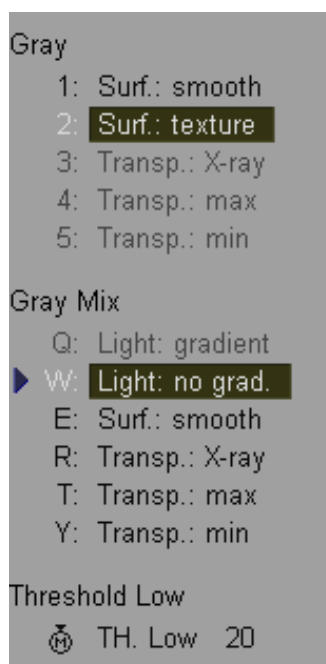 Gray
1: Surf.: smooth
2: Surf.: texture
3: Transp.: X-ray
4: Transp.: max
5: Transp.: min
Gray Mix
Q: Light: gradient
W: Light: no grad.
E: Surf.: smooth
R: Transp.: X-ray
T: Transp.: max
Y: Transp.: min
Threshold Low
M TH. Low 20